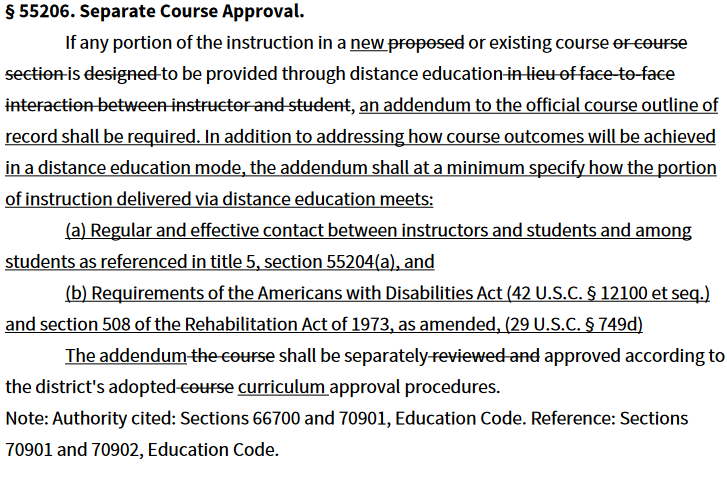 § 55206. Separate Course Approval.
If any portion of the instruction in a new proposed or existing course or course
section is designed to be provided through distance education in lieu of face-to-face
interaction between instructor and student, an addendum to the official course outline of
record shall be required. In addition to addressing how course outcomes will be achieved
in a distance education mode, the addendum shall at a minimum specify how the portion
of instruction delivered via distance education meets:
(a) Regular and effective contact between instructors and students and among
students as referenced in title 5, section 55204(a), and
(b) Requirements of the Americans with Disabilities Act (42 U.S.C. § 12100 et seq.)
and section 508 of the Rehabilitation Act of 1973, as amended, (29 U.S.C. § 749d)
The addendum the course shall be separately reviewed and approved according to
the district's adopted course curriculum approval procedures.
Note: Authority cited: Sections 66700 and 70901, Education Code. Reference: Sections
70901 and 70902, Education Code.